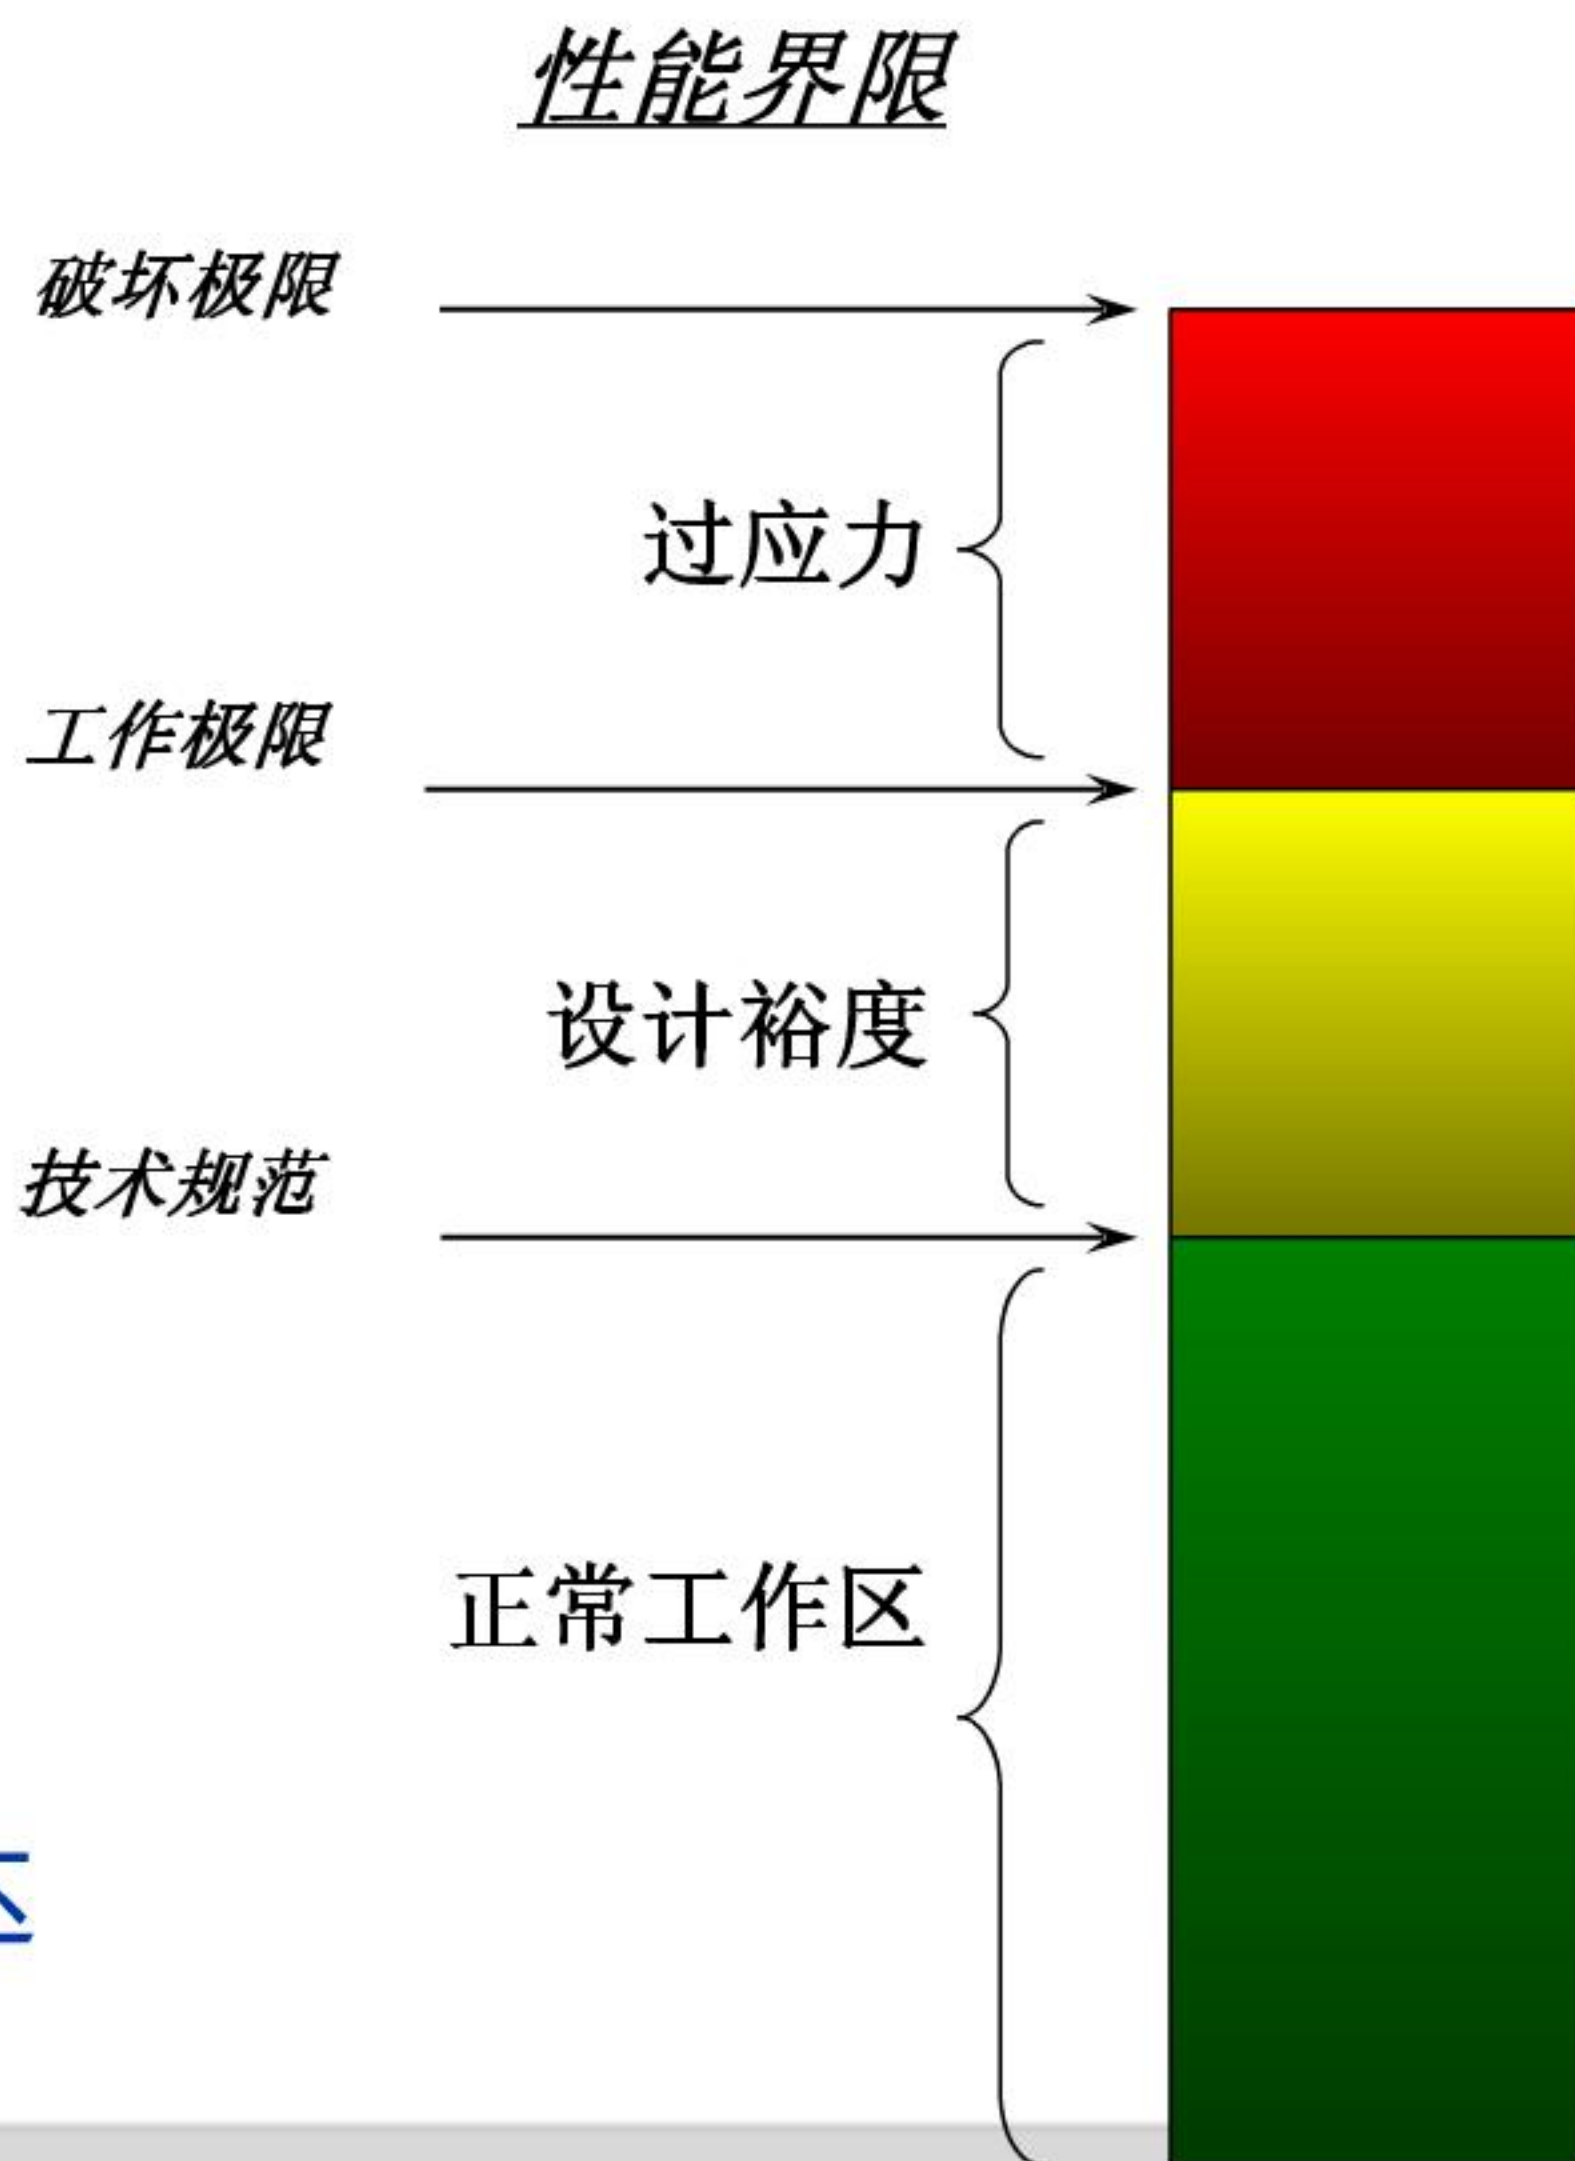 性能界限
破坏极限
过应力
工作极限
设计裕度
技术规范
正常工作区